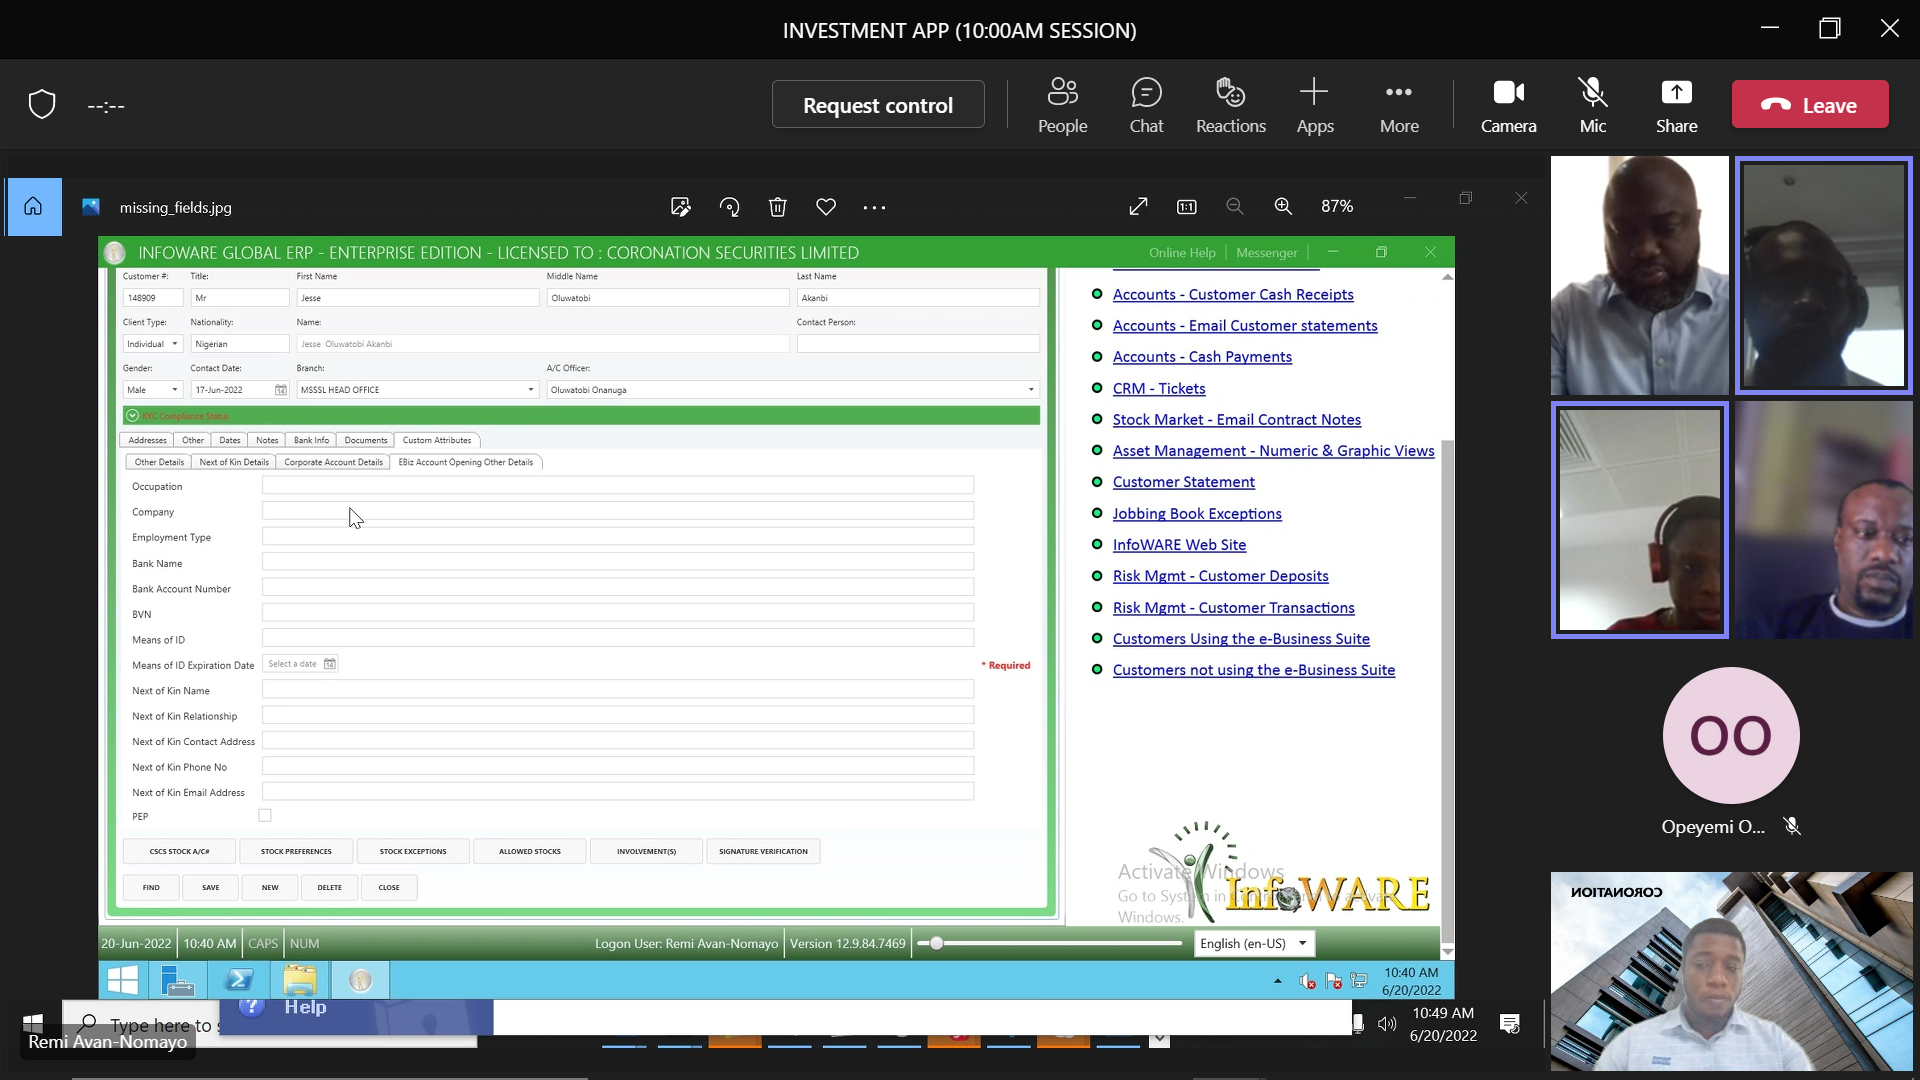 INVESTMENT APP (10:00AM SESSION)
--:--
Request control
People
Chat
Reactions
Apps
More
Camera
Mic
Share
Leave
missing_fields.jpg
87%
INFOWARE GLOBAL ERP - ENTERPRISE EDITION - LICENSED TO : CORONATION SECURITIES LIMITED
Online Help
Messenger
Customer #: Title: First Name Middle Name Last Name
148909 Mr Jesse Oluwatobi Akanbi
Client Type: Nationality: Name: Contact Person:
Individual Nigerian Jesse Oluwatobi Akanbi
Gender: Contact Date: Branch: A/C Officer:
Male 17-Jun-2022 MSSSL HEAD OFFICE Oluwatobi Onanuga
KYC Compliance Status
Addresses Other Dates Notes Bank Info Documents Custom Attributes
Other Details Next of Kin Details Corporate Account Details EBiz Account Opening Other Details
Occupation
Company
Employment Type
Bank Name
Bank Account Number
BVN
Means of ID
Means of ID Expiration Date Select a date * Required
Next of Kin Name
Next of Kin Relationship
Next of Kin Contact Address
Next of Kin Phone No
Next of Kin Email Address
PEP
CSCS STOCK A/C# STOCK PREFERENCES STOCK EXCEPTIONS ALLOWED STOCKS INVOLVEMENT(S) SIGNATURE VERIFICATION
FIND SAVE NEW DELETE CLOSE
Accounts - Customer Cash Receipts
Accounts - Email Customer statements
Accounts - Cash Payments
CRM - Tickets
Stock Market - Email Contract Notes
Asset Management - Numeric & Graphic Views
Customer Statement
Jobbing Book Exceptions
InfoWARE Web Site
Risk Mgmt - Customer Deposits
Risk Mgmt - Customer Transactions
Customers Using the e-Business Suite
Customers not using the e-Business Suite
Activate Windows
Go to System in
Windows.
InfoWARE
20-Jun-2022 10:40 AM CAPS NUM Logon User: Remi Avan-Nomayo Version 12.9.84.7469 English (en-US)
10:40 AM
6/20/2022
Help
Type here to s
Remi Avan-Nomayo
10:49 AM
6/20/2022
OO
Opeyemi O...
CORONATION